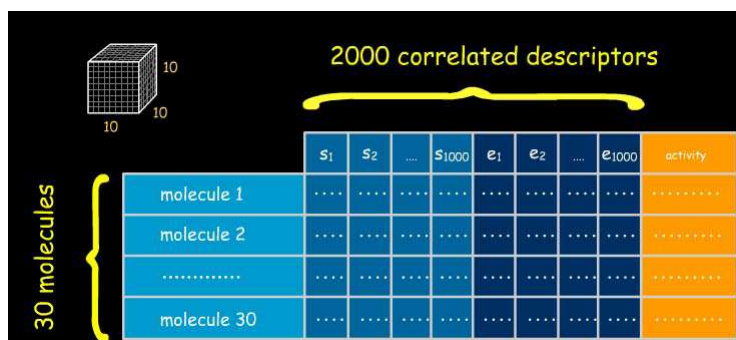 2000 correlated descriptors
10
10
10
s1 s2 .... s1000 e1 e2 .... e1000 activity
30 molecules
molecule 1 .... .... .... .... .... .... .... .... .........
molecule 2 .... .... .... .... .... .... .... .... .........
............. .... .... .... .... .... .... .... .... .........
molecule 30 .... .... .... .... .... .... .... .... .........